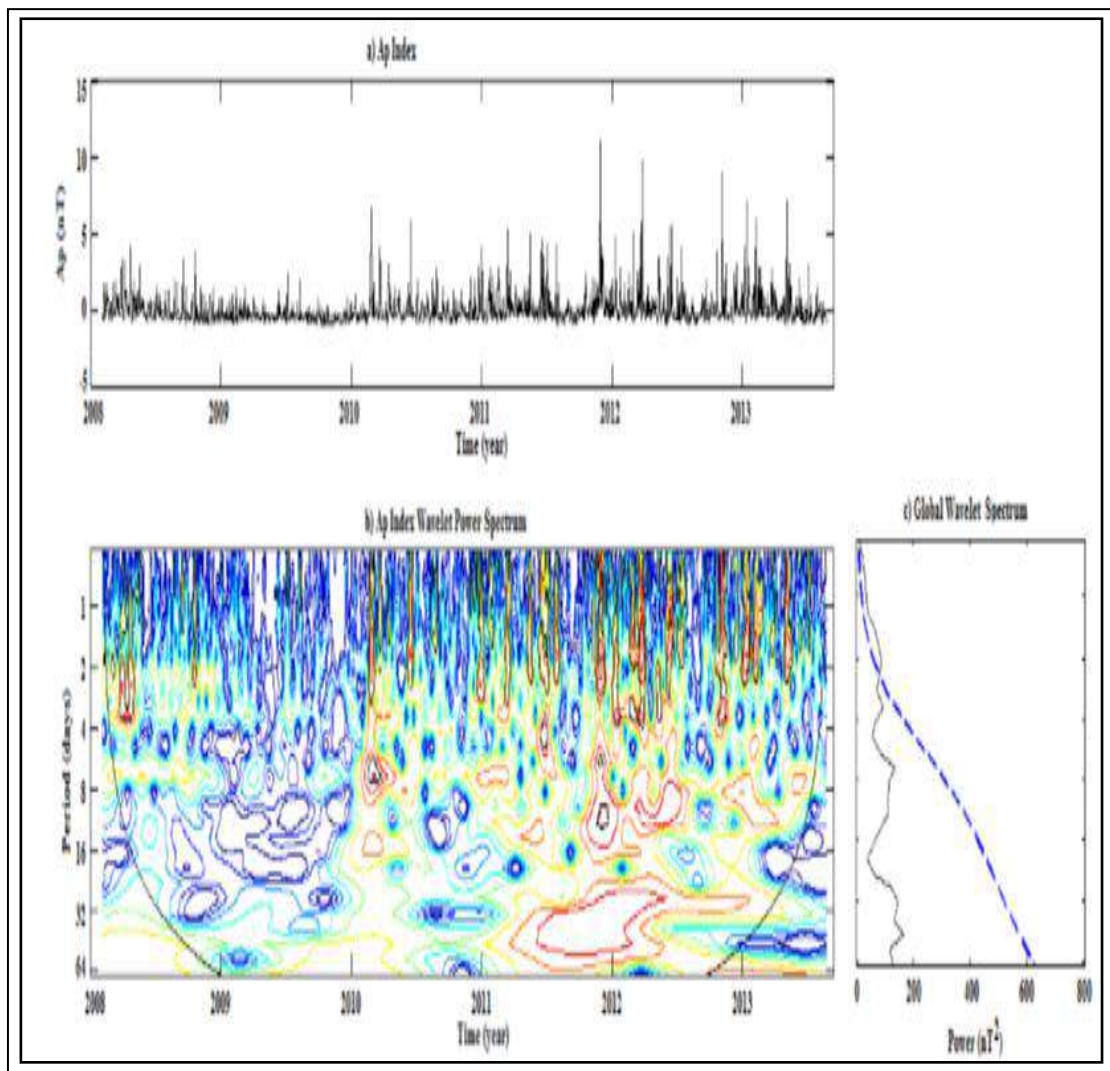 a) Ap Index
15
10
5
0
-5
Ap (nT)
2008 2009 2010 2011 2012 2013
Time (year)
b) Ap Index Wavelet Power Spectrum
c) Global Wavelet Spectrum
1
2
4
8
16
32
64
Period (days)
2008 2009 2010 2011 2012 2013
Time (year)
0 200 400 600 800
Power (nT²)